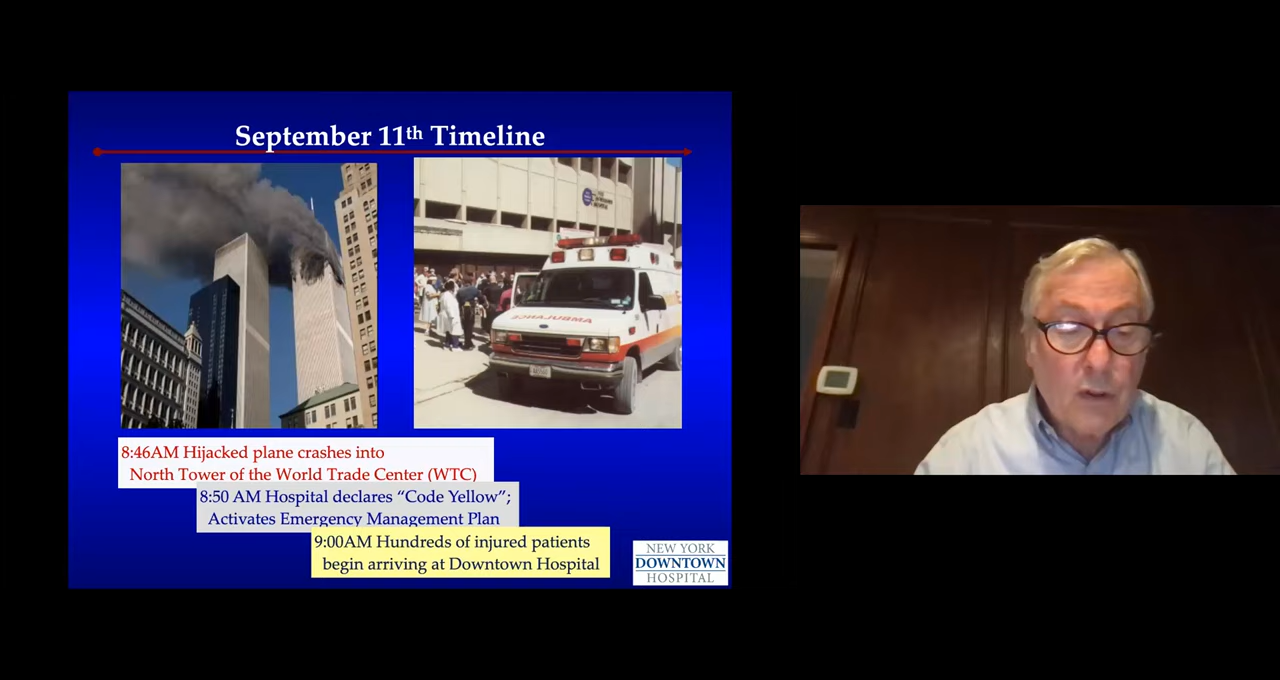 September 11th Timeline
AMBULANCE
8:46AM Hijacked plane crashes into
North Tower of the World Trade Center (WTC)
8:50 AM Hospital declares “Code Yellow”;
Activates Emergency Management Plan
9:00AM Hundreds of injured patients
begin arriving at Downtown Hospital
NEW YORK
DOWNTOWN
HOSPITAL